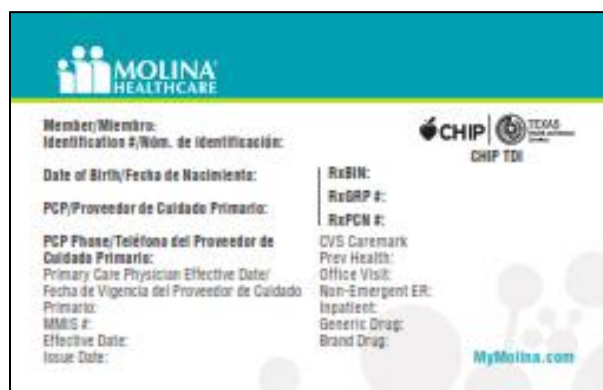 MOLINA
HEALTHCARE
Member/Miembro:
Identification #/Núm. de Identificación:
Date of Birth/Fecha de Nacimiento:
PCP/Proveedor de Cuidado Primario:
PCP Phone/Teléfono del Proveedor de
Cuidado Primario:
Primary Care Physician Effective Date/
Fecha de Vigencia del Proveedor de Cuidado
Primario:
MMIS #:
Effective Date:
Issue Date:
CHIP
TEXAS
CHIP TDI
RxBIN:
RxGRP #:
RxPCN #:
CVS Caremark
Prev Health:
Office Visit:
Non-Emergent ER:
Inpatient:
Generic Drug:
Brand Drug:
MyMolina.com